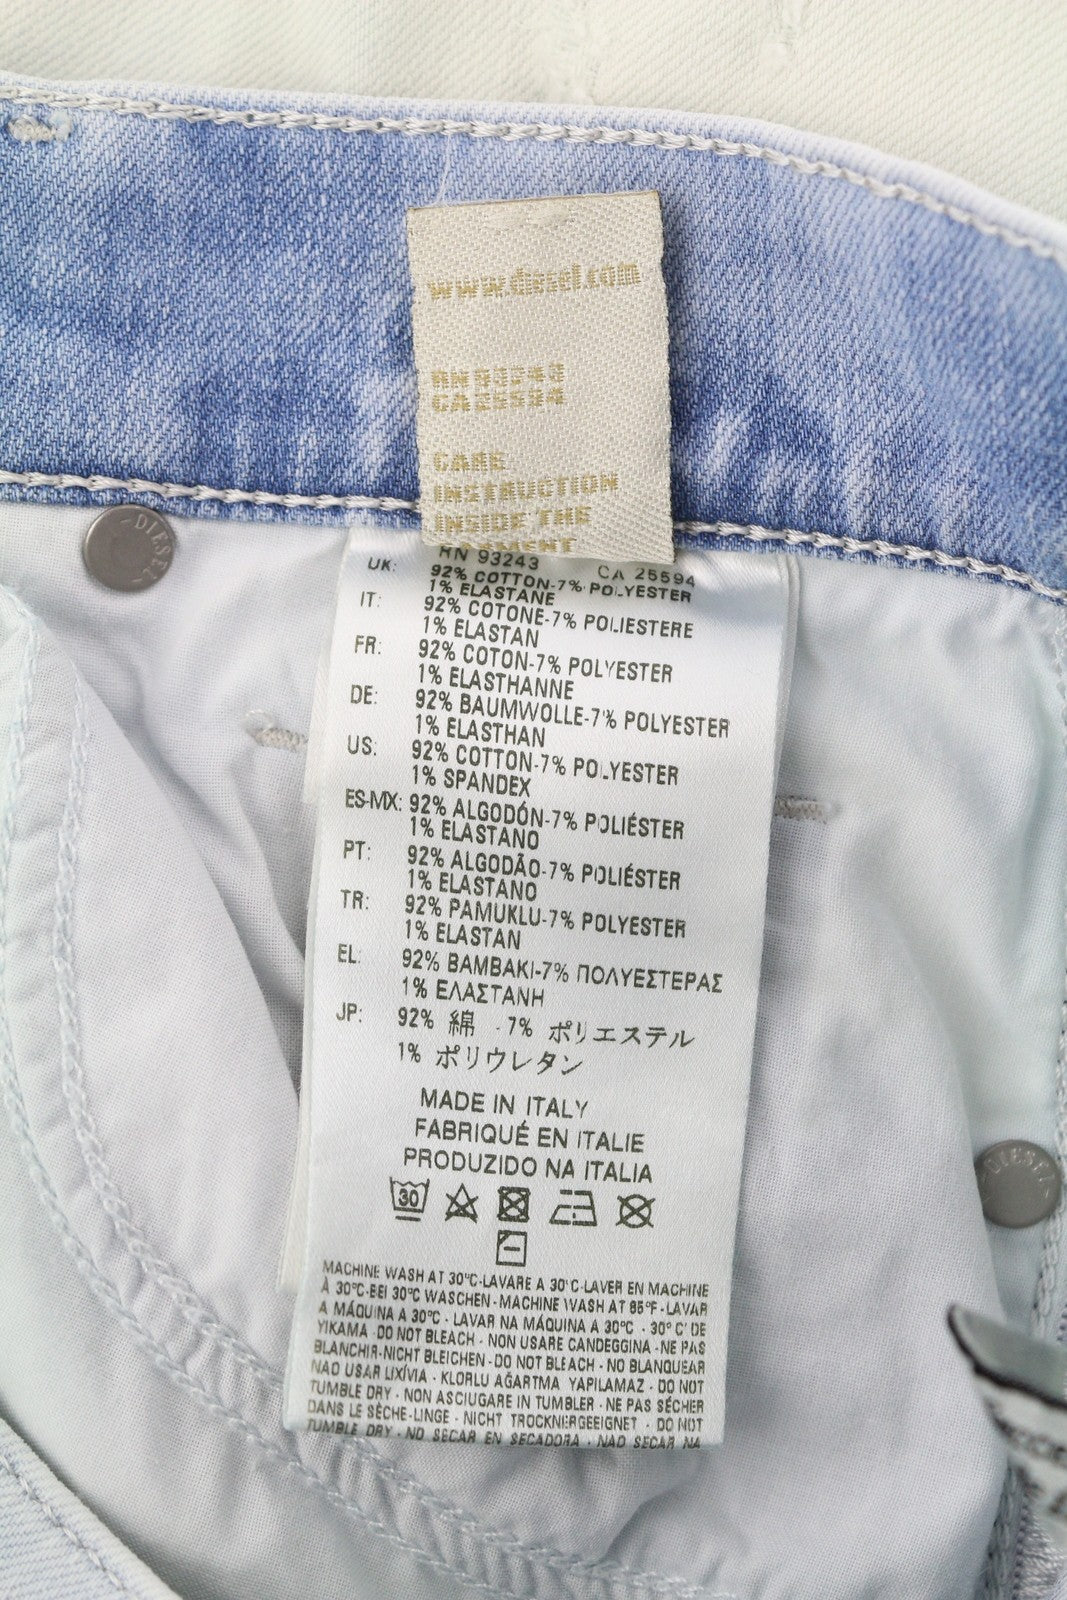 www.diesel.com
RN 93243
CA 25594
CARE
INSTRUCTION
INSIDE THE
GARMENT
DIESEL
RN 93243 CA 25594
UK: 92% COTTON-7% POLYESTER
1% ELASTANE
IT: 92% COTONE-7% POLIESTERE
1% ELASTAN
FR: 92% COTON-7% POLYESTER
1% ELASTHANNE
DE: 92% BAUMWOLLE-7% POLYESTER
1% ELASTHAN
US: 92% COTTON-7% POLYESTER
1% SPANDEX
ES-MX: 92% ALGODÓN-7% POLIÉSTER
1% ELASTANO
PT: 92% ALGODÃO-7% POLIÉSTER
1% ELASTANO
TR: 92% PAMUKLU-7% POLYESTER
1% ELASTAN
EL: 92% BAMBAKI-7% ΠΟΛΥΕΣΤΕΡΑΣ
1% ΕΛΑΣΤΑΝΗ
JP: 92% 綿 -7% ポリエステル
1% ポリウレタン
MADE IN ITALY
FABRIQUÉ EN ITALIE
PRODUZIDO NA ITALIA
30
DIESEL
MACHINE WASH AT 30°C-LAVARE A 30°C-LAVER EN MACHINE
À 30°C-BEI 30°C WASCHEN-MACHINE WASH AT 85°F-LAVAR
A MÁQUINA A 30°C - LAVAR NA MÁQUINA A 30°C - 30° C' DE
YIKAMA -DO NOT BLEACH - NON USARE CANDEGGINA -NE PAS
BLANCHIR-NICHT BLEICHEN - DO NOT BLEACH - NO BLANQUEAR
NAO USAR LIXÍVIA - KLORLU AĞARTMA YAPILAMAZ - DO NOT
TUMBLE DRY - NON ASCIUGARE IN TUMBLER - NE PAS SÉCHER
DANS LE SÈCHE-LINGE - NICHT TROCKNERGEEIGNET - DO NOT
TUMBLE DRY - NO SECAR EN SECADORA - NAO SECAR NA